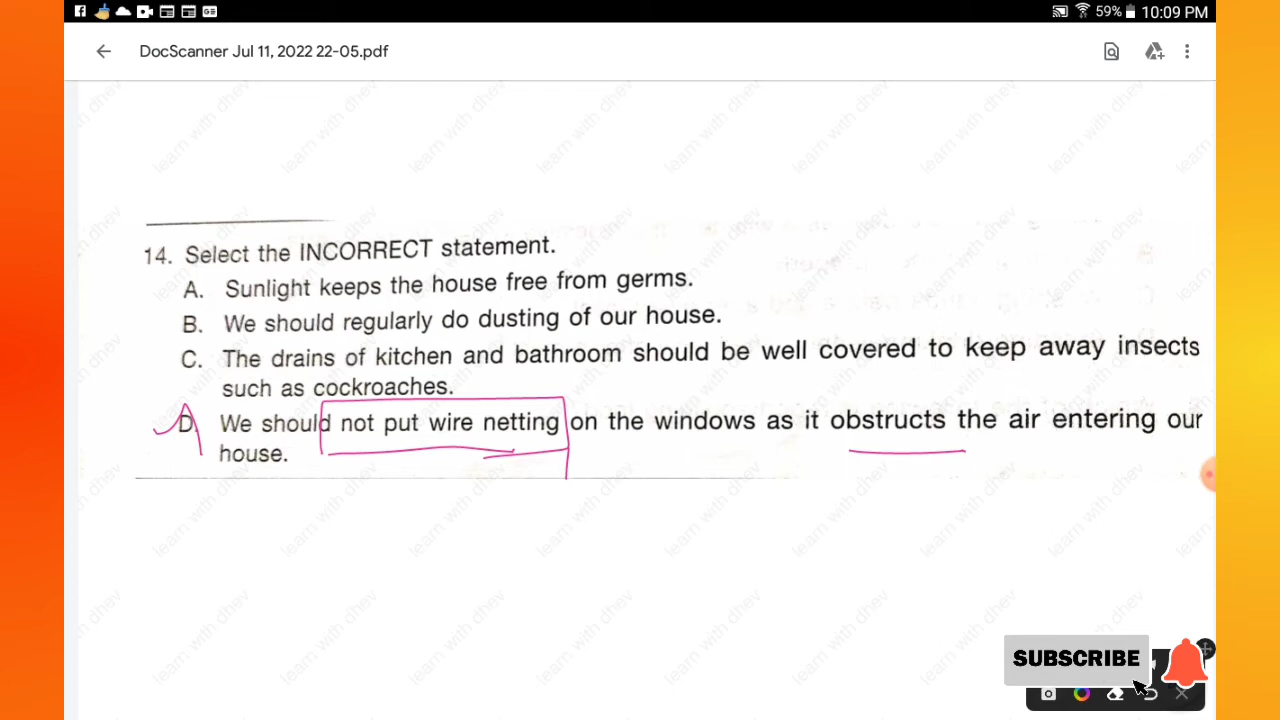 59% 10:09 PM
DocScanner Jul 11, 2022 22-05.pdf
14. Select the INCORRECT statement.
A. Sunlight keeps the house free from germs.
B. We should regularly do dusting of our house.
C. The drains of kitchen and bathroom should be well covered to keep away insects
such as cockroaches.
D. We should not put wire netting on the windows as it obstructs the air entering our
house.
learn with dhev
SUBSCRIBE